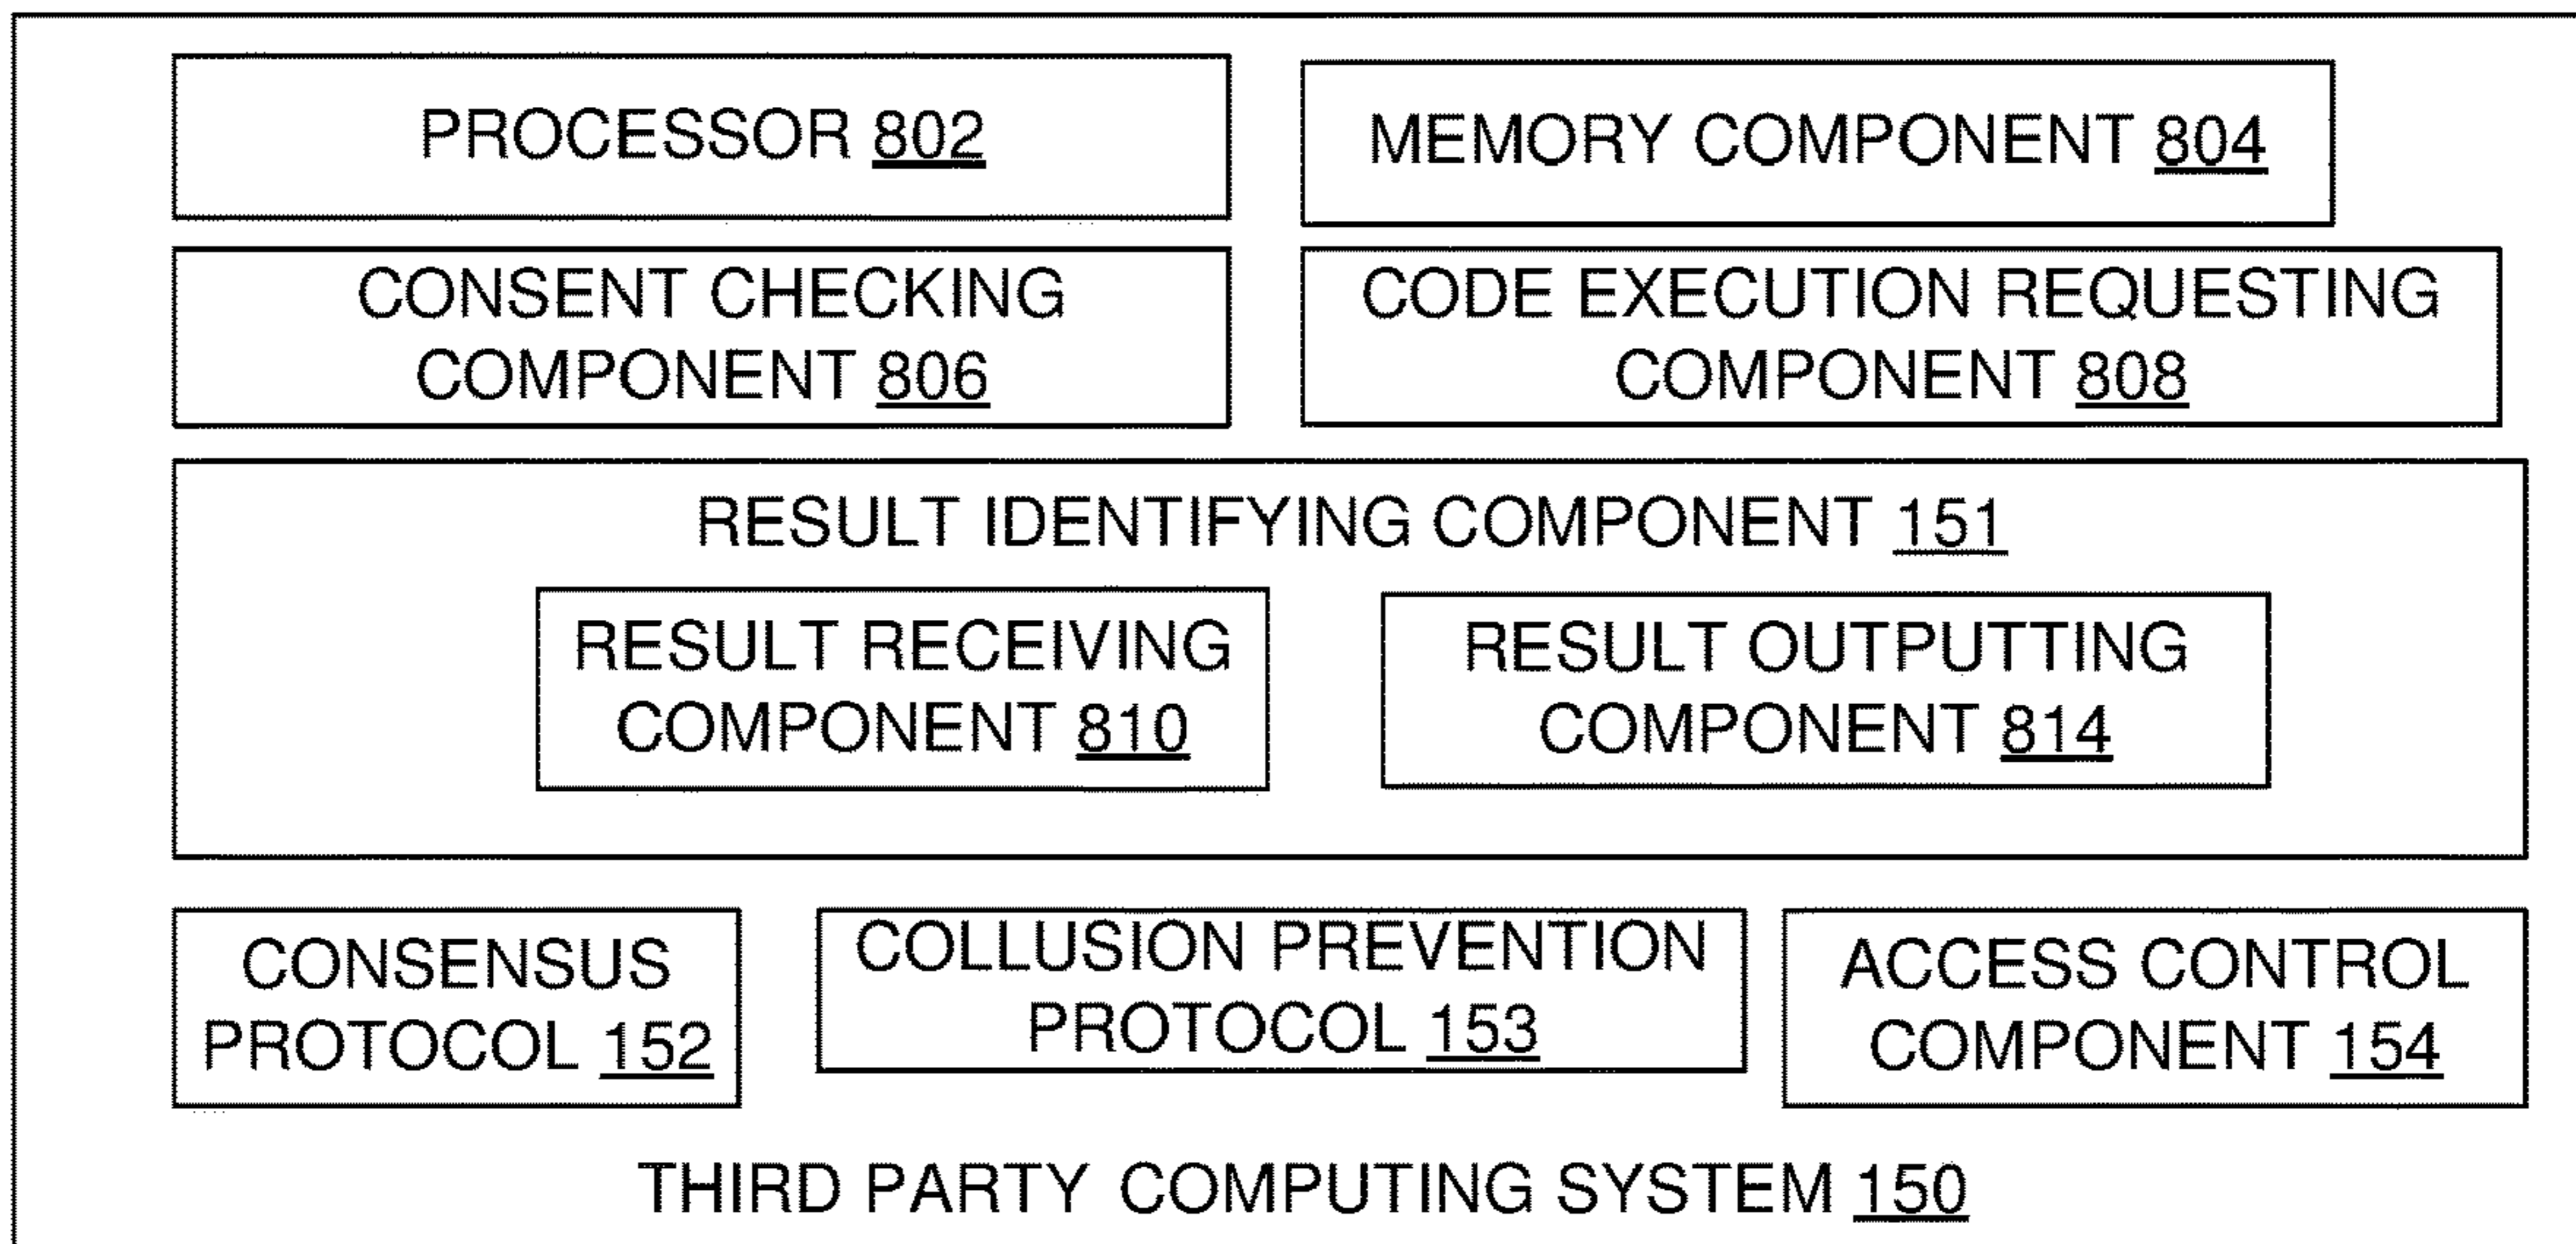 PROCESSOR 802
MEMORY COMPONENT 804
CONSENT CHECKING
COMPONENT 806
CODE EXECUTION REQUESTING
COMPONENT 808
RESULT IDENTIFYING COMPONENT 151
RESULT RECEIVING
COMPONENT 810
RESULT OUTPUTTING
COMPONENT 814
CONSENSUS
PROTOCOL 152
COLLUSION PREVENTION
PROTOCOL 153
ACCESS CONTROL
COMPONENT 154
THIRD PARTY COMPUTING SYSTEM 150